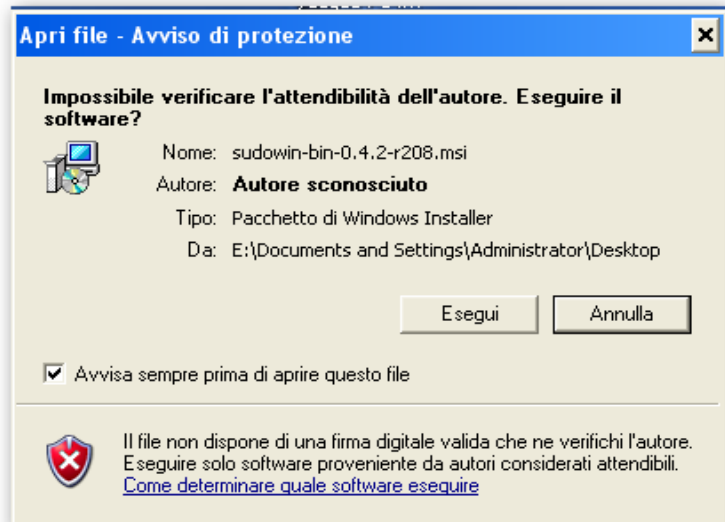 Apri file - Avviso di protezione
Impossibile verificare l'attendibilità dell'autore. Eseguire il
software?
Nome: sudowin-bin-0.4.2-r208.msi
Autore: Autore sconosciuto
Tipo: Pacchetto di Windows Installer
Da: E:\Documents and Settings\Administrator\Desktop
Esegui Annulla
Avvisa sempre prima di aprire questo file
Il file non dispone di una firma digitale valida che ne verifichi l'autore.
Eseguire solo software proveniente da autori considerati attendibili.
Come determinare quale software eseguire